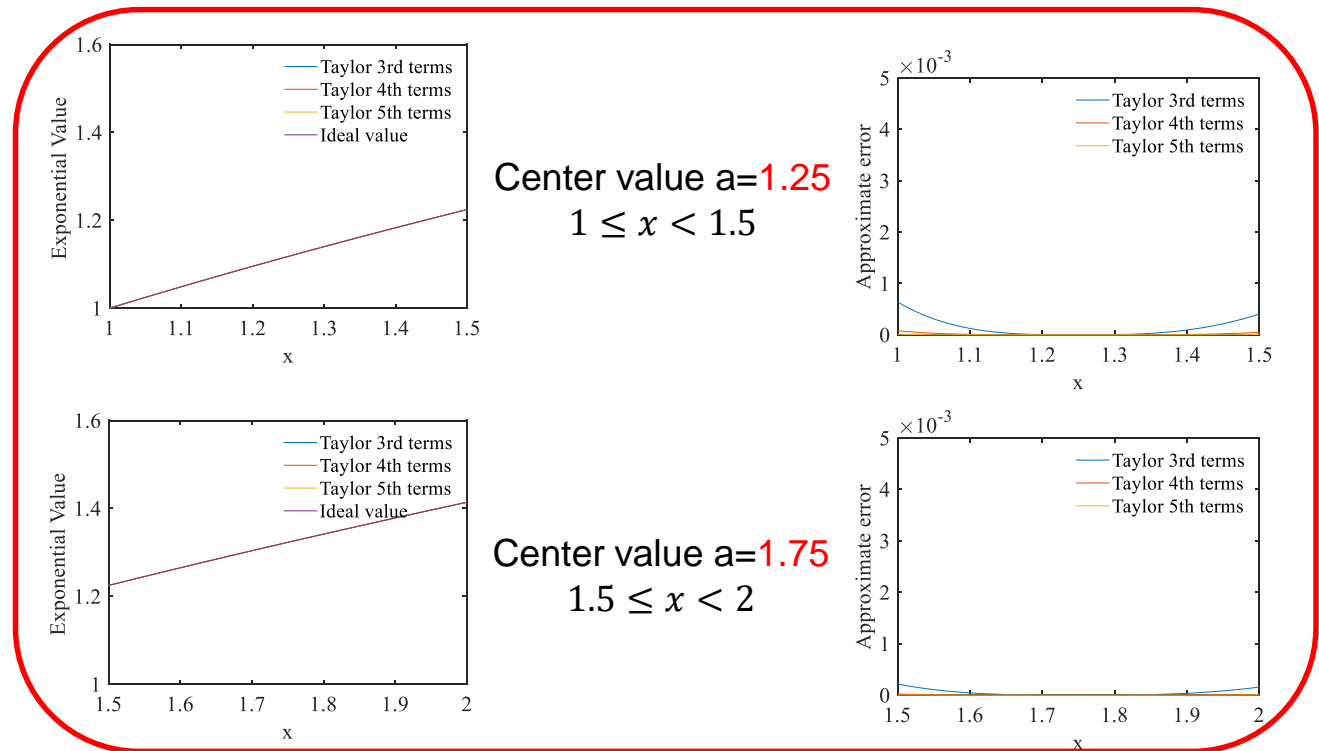 1.6
1.4
1.2
1
Exponential Value
Taylor 3rd terms
Taylor 4th terms
Taylor 5th terms
Ideal value
1 1.1 1.2 1.3 1.4 1.5
x
Center value a=1.25
1 ≤ x < 1.5
×10⁻³
5
4
3
2
1
0
Approximate error
Taylor 3rd terms
Taylor 4th terms
Taylor 5th terms
1 1.1 1.2 1.3 1.4 1.5
x
1.6
1.4
1.2
1
Exponential Value
Taylor 3rd terms
Taylor 4th terms
Taylor 5th terms
Ideal value
1.5 1.6 1.7 1.8 1.9 2
x
Center value a=1.75
1.5 ≤ x < 2
×10⁻³
5
4
3
2
1
0
Approximate error
Taylor 3rd terms
Taylor 4th terms
Taylor 5th terms
1.5 1.6 1.7 1.8 1.9 2
x